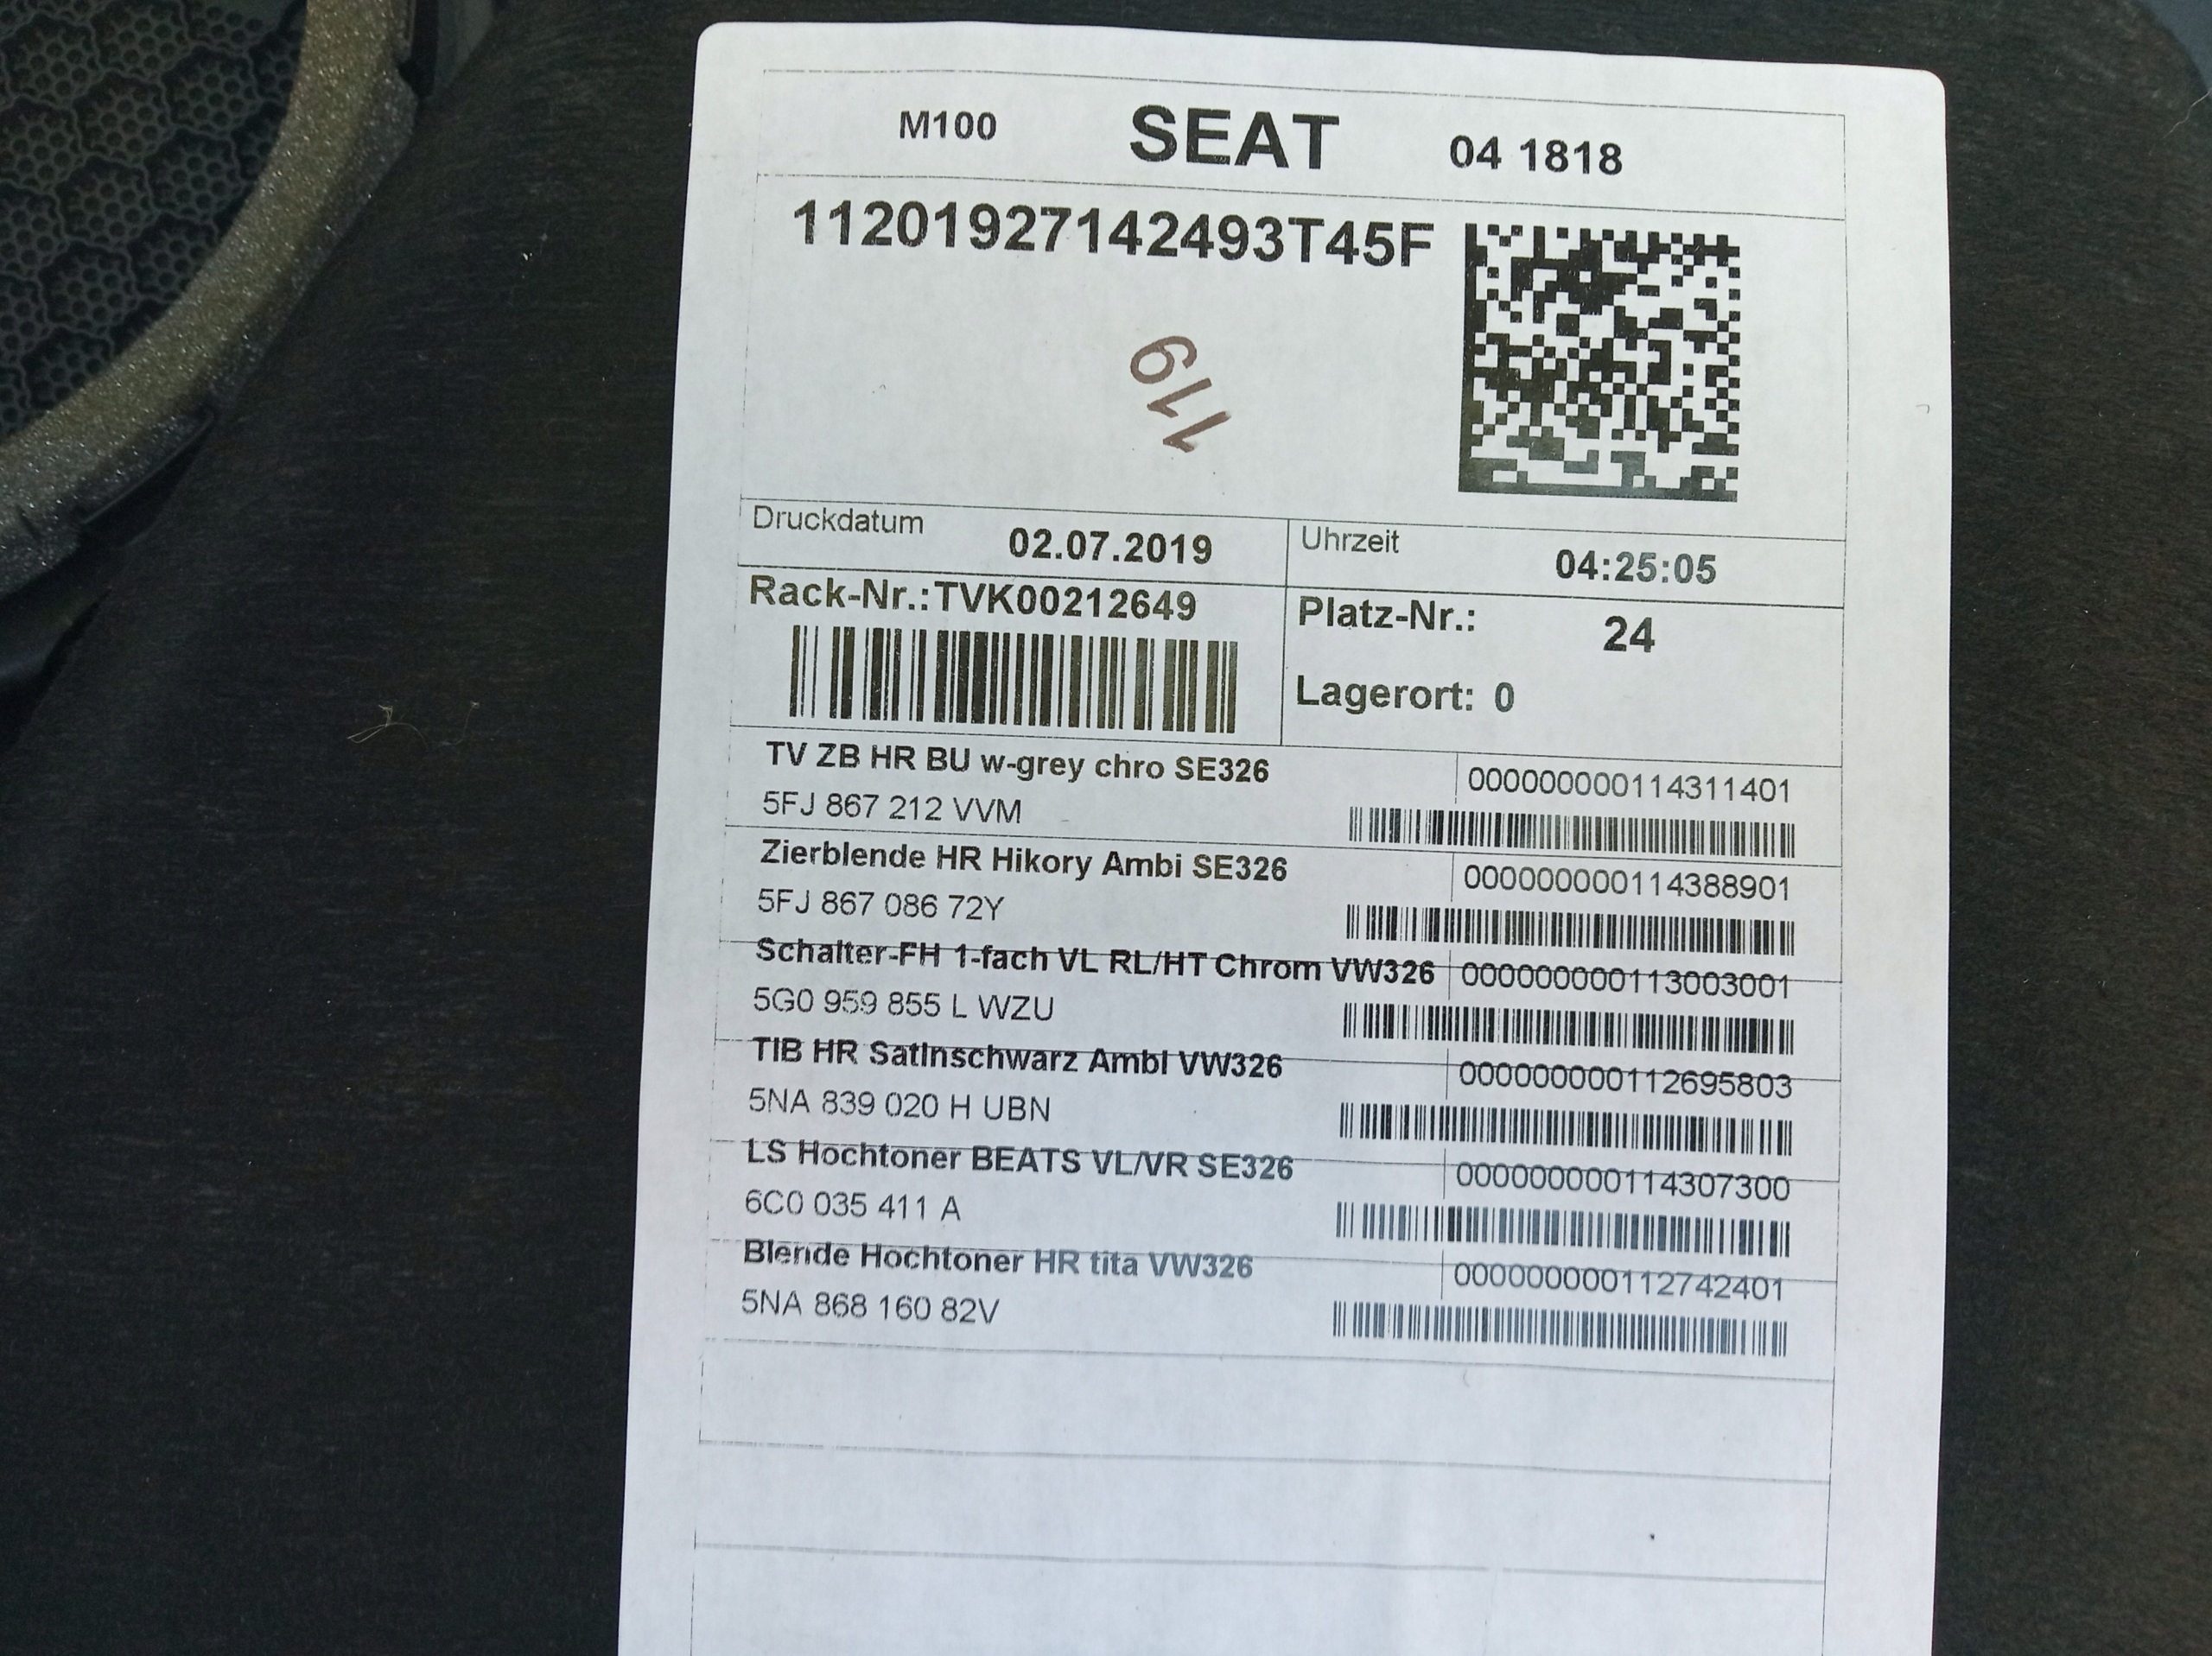 M100 SEAT 04 1818
11201927142493T45F
119
Druckdatum 02.07.2019 Uhrzeit 04:25:05
Rack-Nr.:TVK00212649 Platz-Nr.: 24
Lagerort: 0
TV ZB HR BU w-grey chro SE326 000000000114311401
5FJ 867 212 VVM
Zierblende HR Hikory Ambi SE326 000000000114388901
5FJ 867 086 72Y
Schalter-FH 1-fach VL RL/HT Chrom VW326 000000000113003001
5G0 959 855 L WZU
TIB HR Satinschwarz Ambi VW326 000000000112695803
5NA 839 020 H UBN
LS Hochtoner BEATS VL/VR SE326 000000000114307300
6C0 035 411 A
Blende Hochtoner HR tita VW326 000000000112742401
5NA 868 160 82V